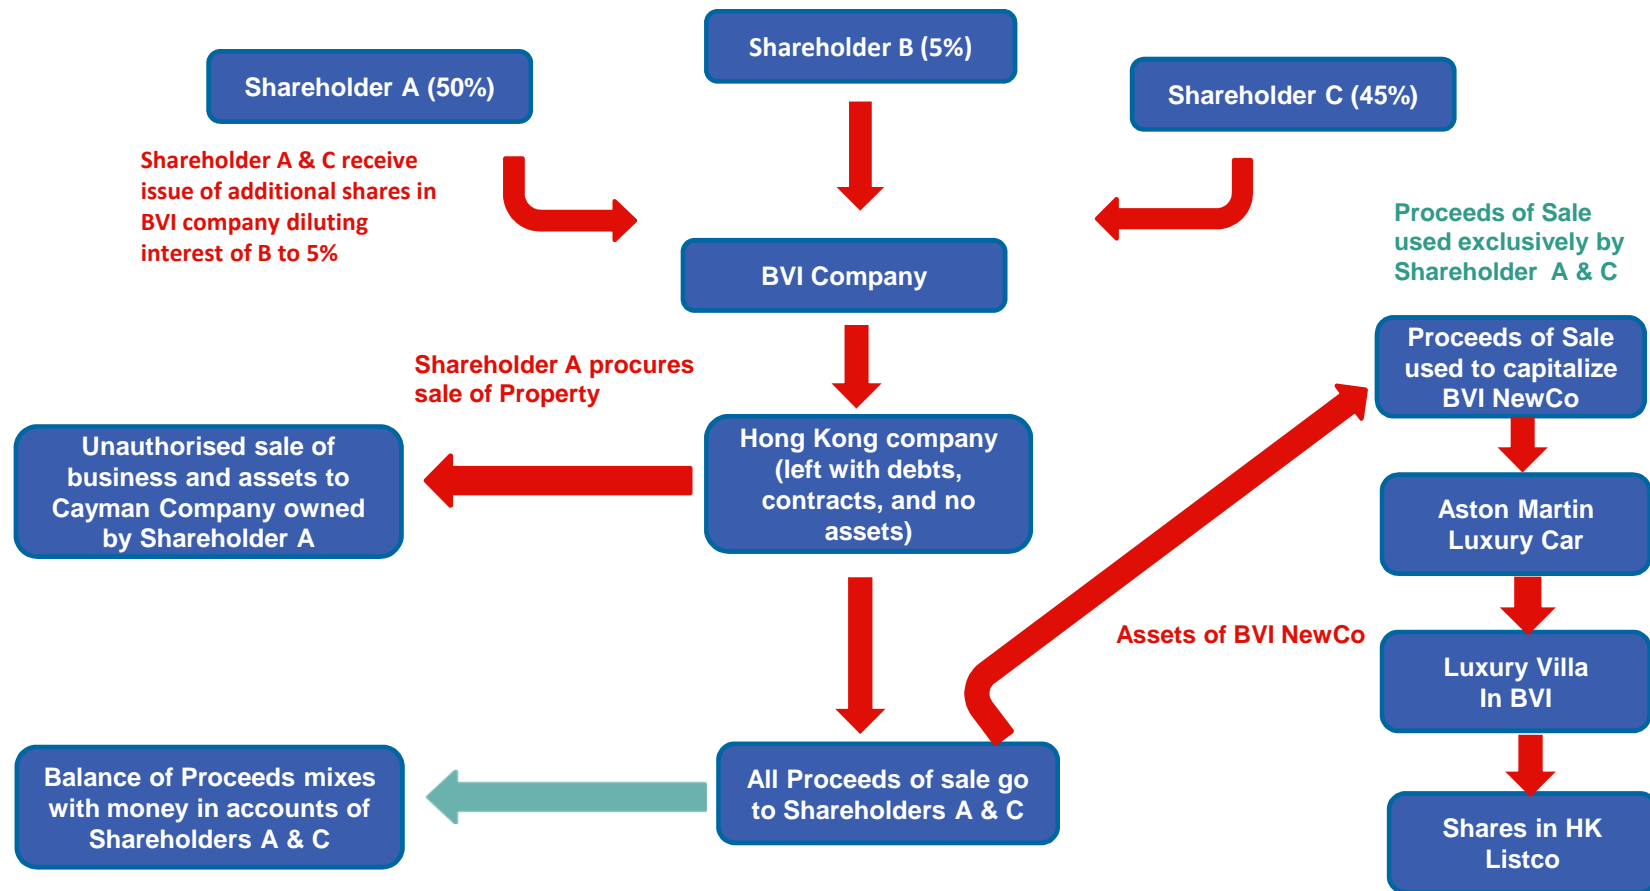 Shareholder B (5%)
Shareholder A (50%)
Shareholder C (45%)
Shareholder A & C receive
issue of additional shares in
BVI company diluting
interest of B to 5%
Proceeds of Sale
used exclusively by
Shareholder A & C
BVI Company
Proceeds of Sale
used to capitalize
BVI NewCo
Shareholder A procures
sale of Property
Unauthorised sale of
business and assets to
Cayman Company owned
by Shareholder A
Hong Kong company
(left with debts,
contracts, and no
assets)
Aston Martin
Luxury Car
Assets of BVI NewCo
Luxury Villa
In BVI
Balance of Proceeds mixes
with money in accounts of
Shareholders A & C
All Proceeds of sale go
to Shareholders A & C
Shares in HK
Listco